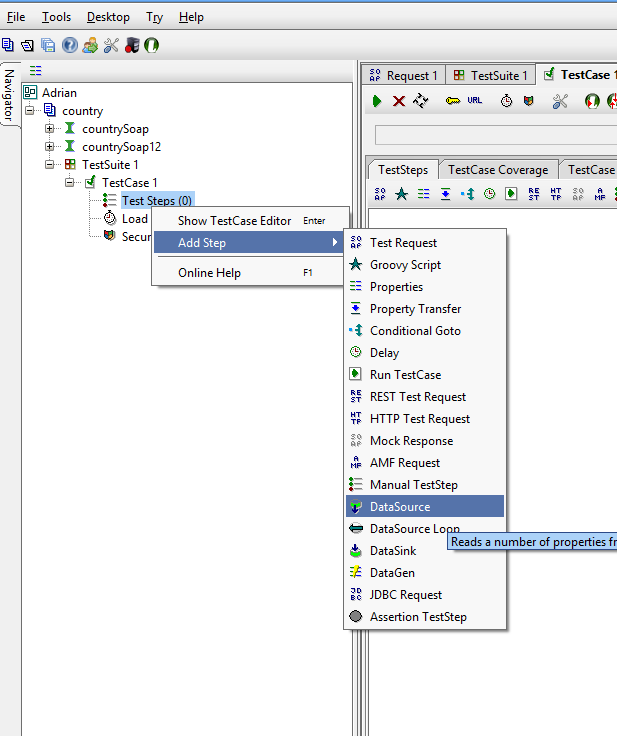 File Tools Desktop Try Help
Navigator
Request 1 TestSuite 1 TestCase 1
URL
TestSteps TestCase Coverage TestCase
Adrian
country
countrySoap
countrySoap12
TestSuite 1
TestCase 1
Test Steps (0)
Load
Secur
Show TestCase Editor Enter
Add Step
Online Help F1
Test Request
Groovy Script
Properties
Property Transfer
Conditional Goto
Delay
Run TestCase
REST Test Request
HTTP Test Request
Mock Response
AMF Request
Manual TestStep
DataSource
DataSource Loop
Reads a number of properties fr
DataSink
DataGen
JDBC Request
Assertion TestStep